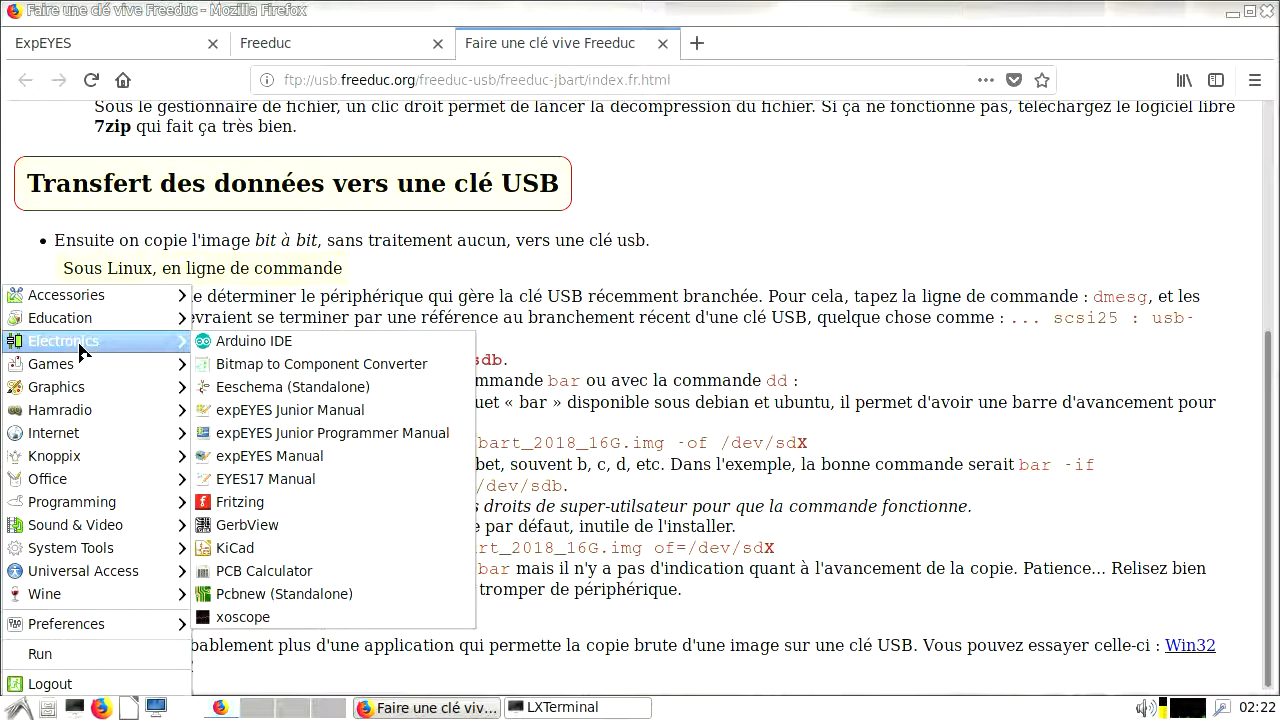 Faire une clé vive Freeduc - Mozilla Firefox
ExpEYES
Freeduc
Faire une clé vive Freeduc
ftp://usb.freeduc.org/freeduc-usb/freeduc-jbart/index.fr.html
Sous le gestionnaire de fichier, un clic droit permet de lancer la décompression du fichier. Si ça ne fonctionne pas, téléchargez le logiciel libre
7zip qui fait ça très bien.
Transfert des données vers une clé USB
Ensuite on copie l'image bit à bit, sans traitement aucun, vers une clé usb.
Sous Linux, en ligne de commande
e déterminer le périphérique qui gère la clé USB récemment branchée. Pour cela, tapez la ligne de commande : dmesg, et les
vraient se terminer par une référence au branchement récent d'une clé USB, quelque chose comme : ... scsi25 : usb-
sdb.
mmande bar ou avec la commande dd :
uet « bar » disponible sous debian et ubuntu, il permet d'avoir une barre d'avancement pour
bart_2018_16G.img -of /dev/sdX
bet, souvent b, c, d, etc. Dans l'exemple, la bonne commande serait bar -if
/dev/sdb.
s droits de super-utilsateur pour que la commande fonctionne.
e par défaut, inutile de l'installer.
rt_2018_16G.img of=/dev/sdX
bar mais il n'y a pas d'indication quant à l'avancement de la copie. Patience... Relisez bien
tromper de périphérique.
bablement plus d'une application qui permette la copie brute d'une image sur une clé USB. Vous pouvez essayer celle-ci : Win32
Accessories
Education
Electronics
Games
Graphics
Hamradio
Internet
Knoppix
Office
Programming
Sound & Video
System Tools
Universal Access
Wine
Preferences
Run
Logout
Arduino IDE
Bitmap to Component Converter
Eeschema (Standalone)
expEYES Junior Manual
expEYES Junior Programmer Manual
expEYES Manual
EYES17 Manual
Fritzing
GerbView
KiCad
PCB Calculator
Pcbnew (Standalone)
xoscope
Faire une clé viv...
LXTerminal
02:22